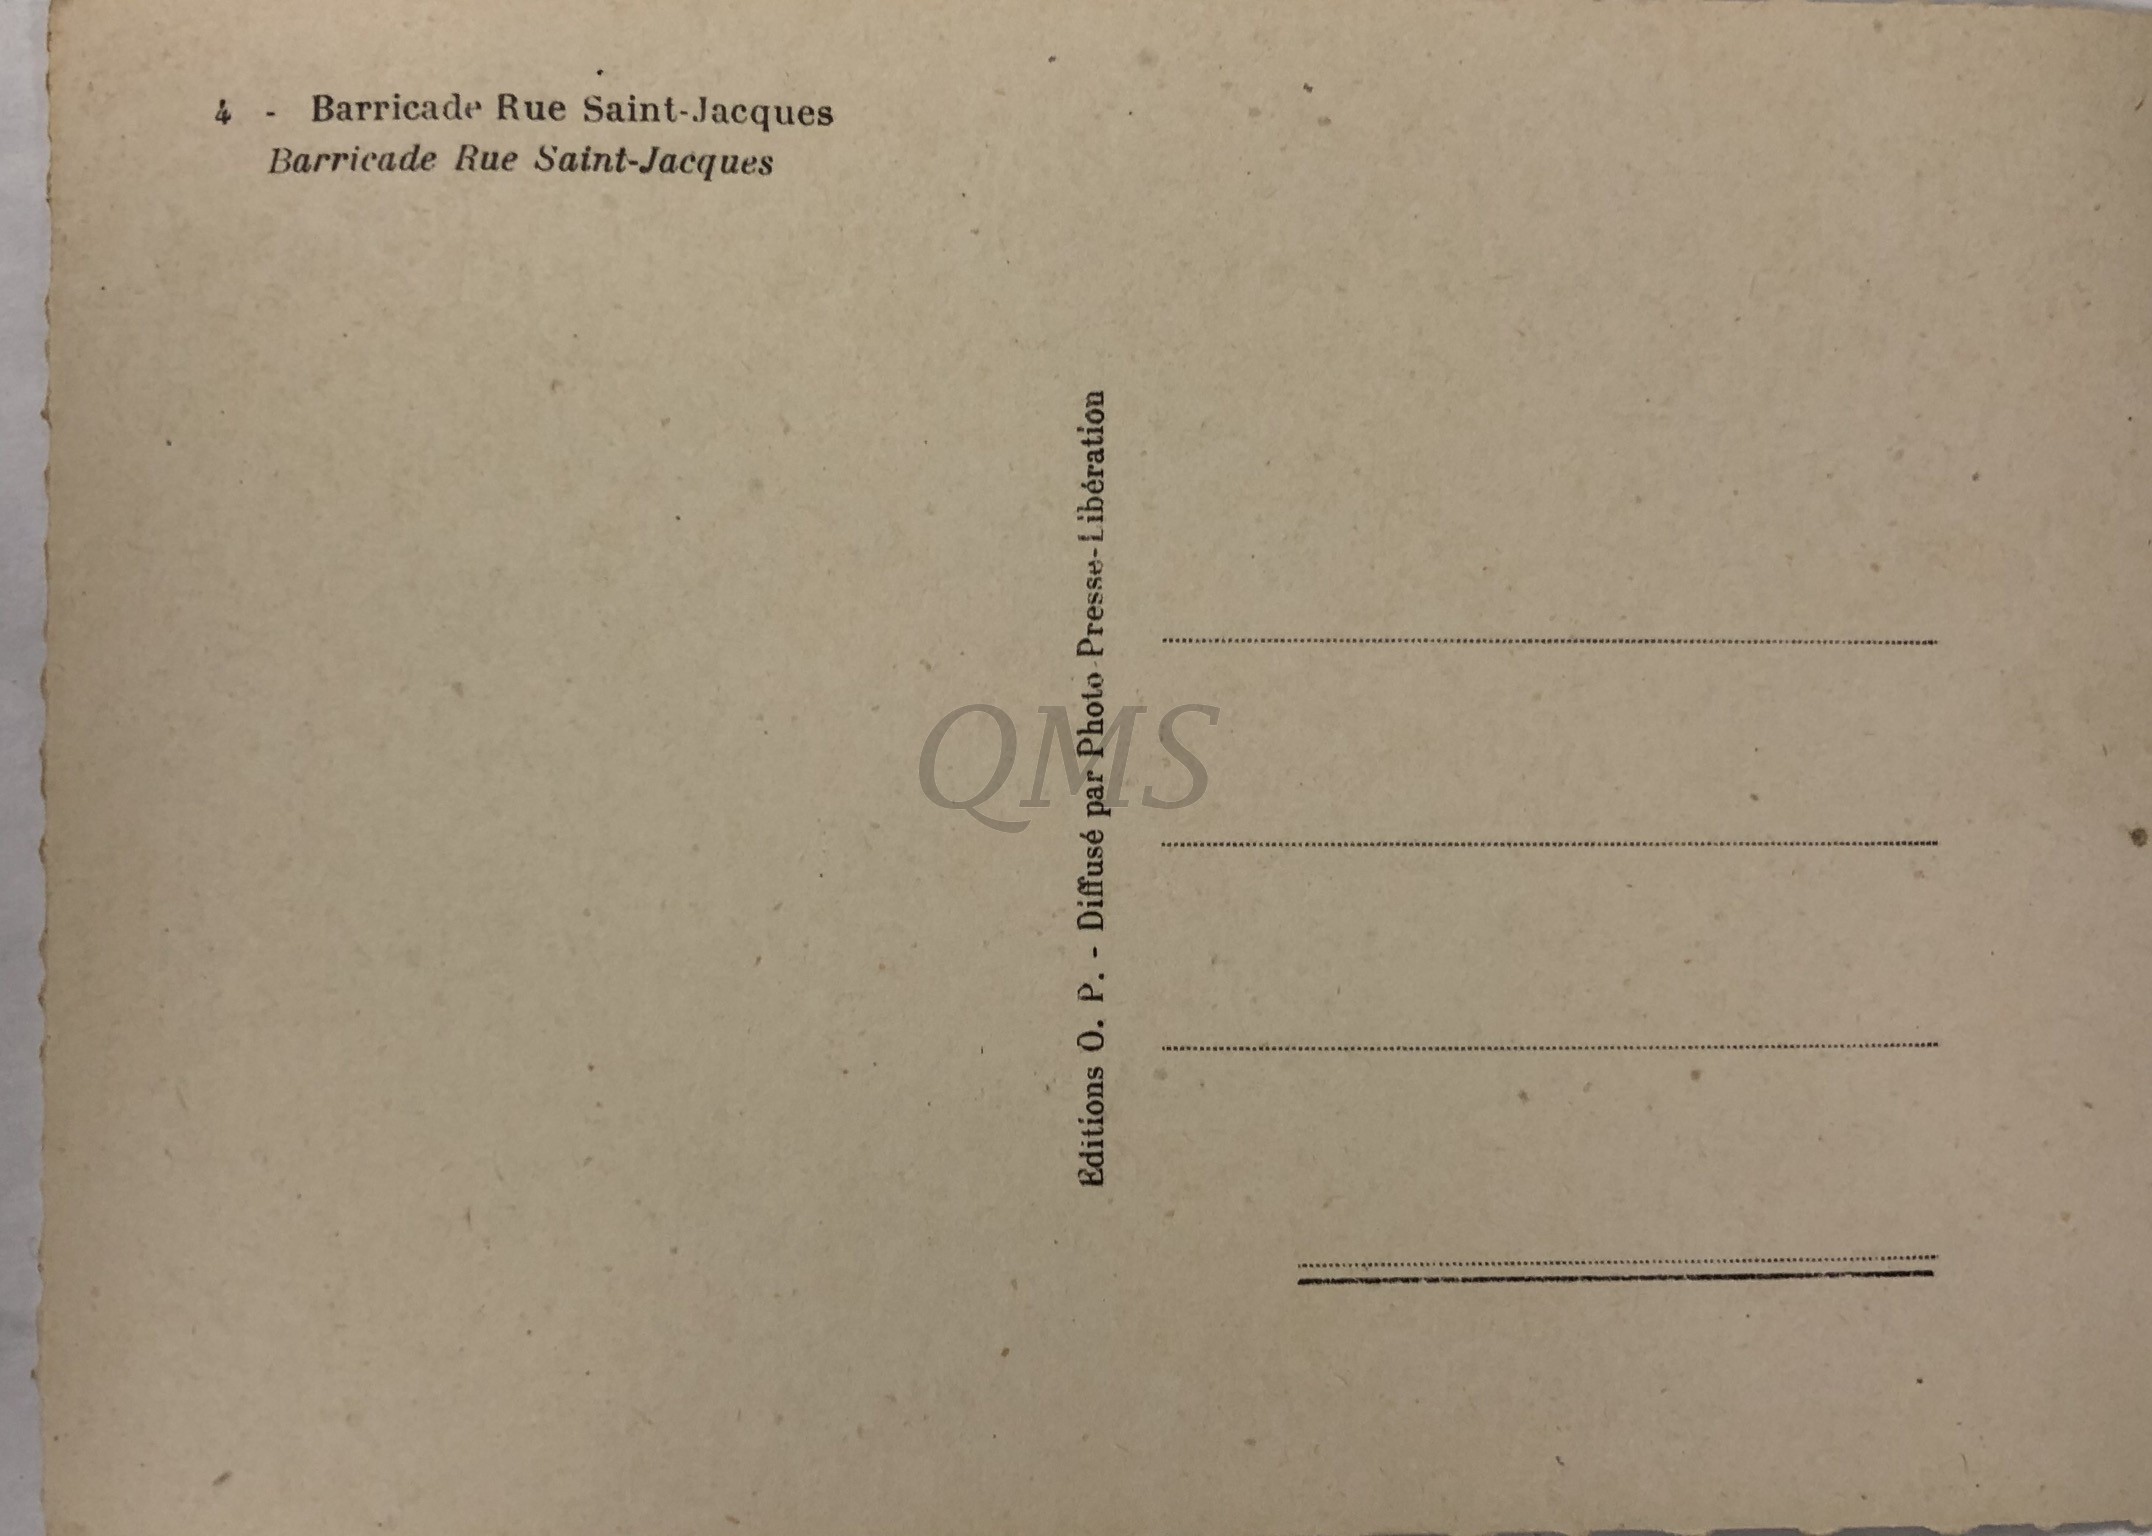 4 - Barricade Rue Saint-Jacques
Barricade Rue Saint-Jacques
Editions O. P. - Diffusé par Photo-Presse-Libération
QMS